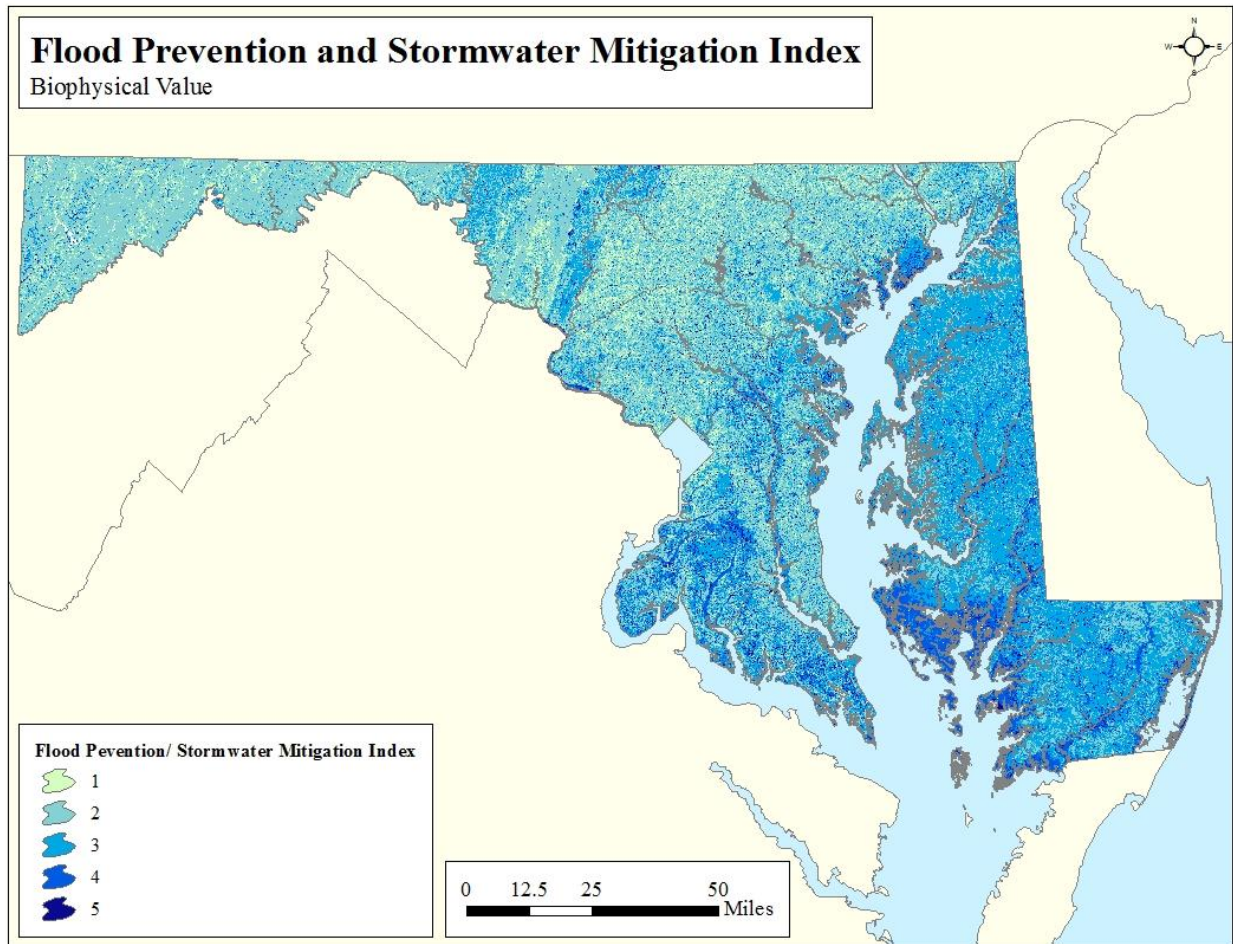 Flood Prevention and Stormwater Mitigation Index
Biophysical Value
N
W
E
S
Flood Pevention/ Stormwater Mitigation Index
1
2
3
4
5
0 12.5 25 50
Miles